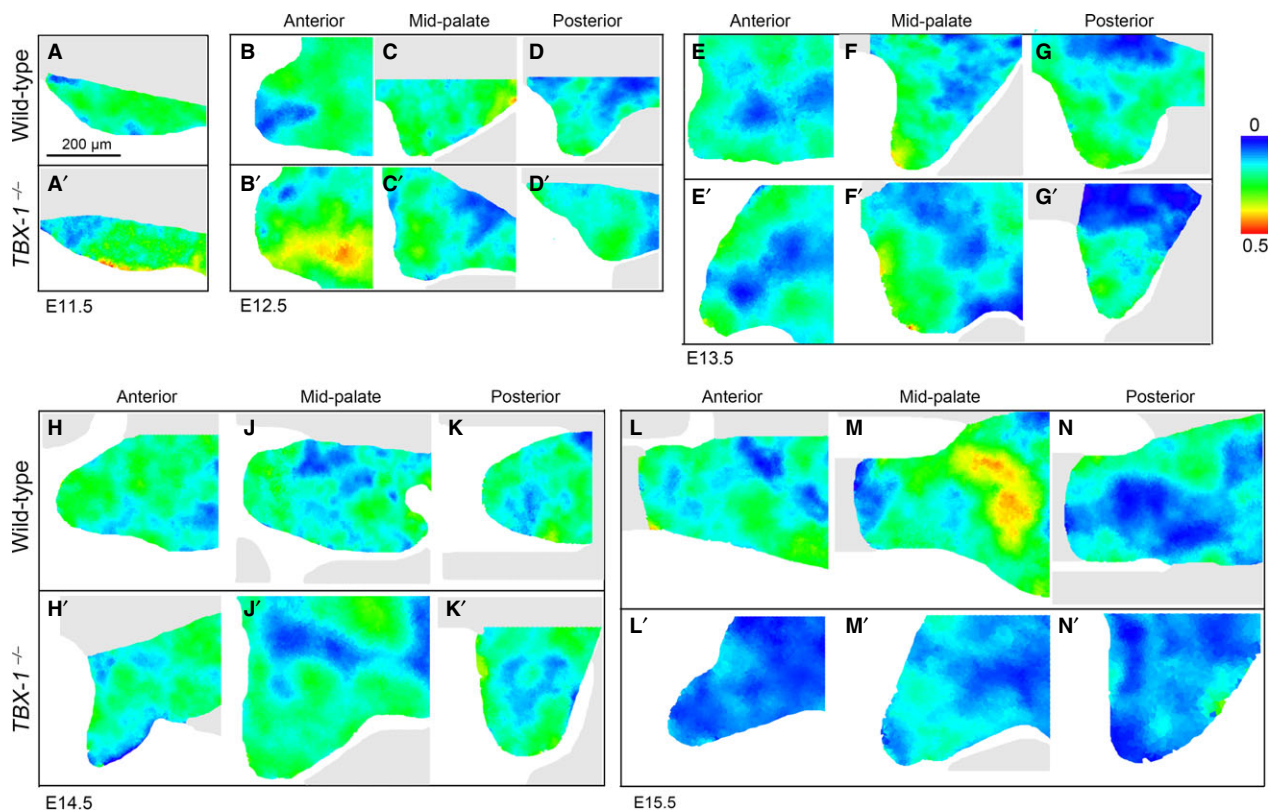 Anterior Mid-palate Posterior
Anterior Mid-palate Posterior
Wild-type
A
B
C
D
E
F
G
200 µm
0
0.5
TBX-1 −/−
A′
B′
C′
D′
E′
F′
G′
E11.5
E12.5
E13.5
Anterior Mid-palate Posterior
Anterior Mid-palate Posterior
Wild-type
H
J
K
L
M
N
TBX-1 −/−
H′
J′
K′
L′
M′
N′
E14.5
E15.5